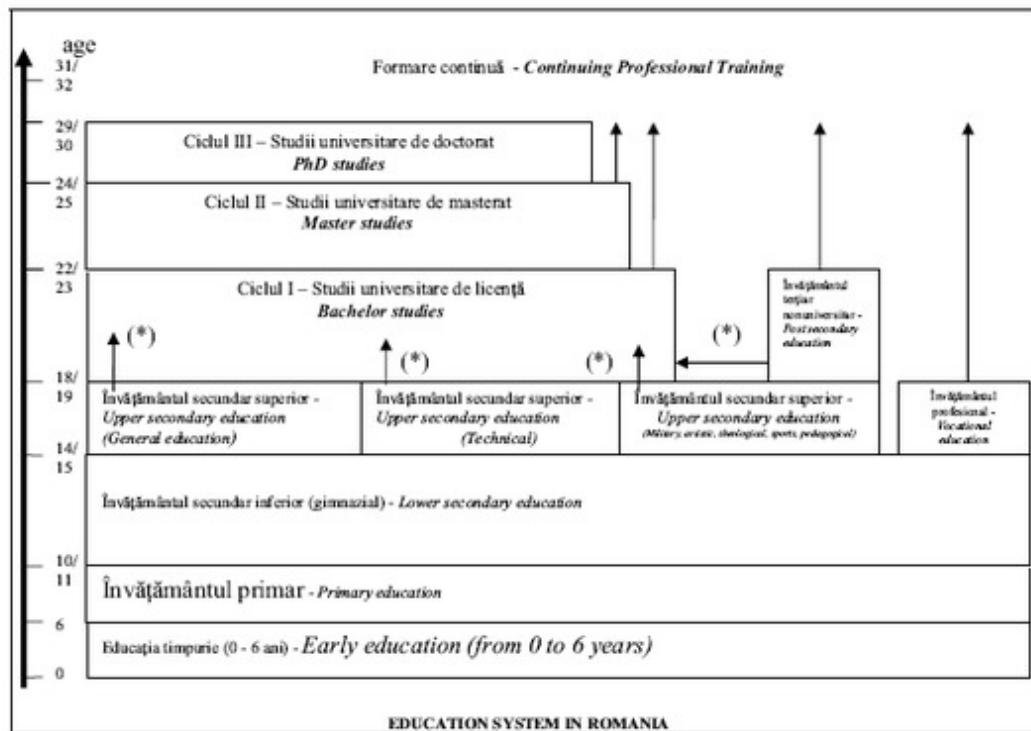 age
31/
32
Formare continuă - Continuing Professional Training
29/
30
Ciclul III – Studii universitare de doctorat
PhD studies
24/
25
Ciclul II – Studii universitare de masterat
Master studies
22/
23
Ciclul I – Studii universitare de licență
Bachelor studies
Învățământul
terțiar
nonuniversitar -
Postsecondary
education
(*)
(*)
(*)
(*)
18/
19
Învățământul secundar superior -
Upper secondary education
(General education)
Învățământul secundar superior -
Upper secondary education
(Technical)
Învățământul secundar superior -
Upper secondary education
(Military, artistic, theological, sports, pedagogical)
Învățământul
profesional -
Vocational
education
14/
15
Învățământul secundar inferior (gimnazial) - Lower secondary education
10/
11
Învățământul primar - Primary education
6
Educația timpurie (0 - 6 ani) - Early education (from 0 to 6 years)
0
EDUCATION SYSTEM IN ROMANIA